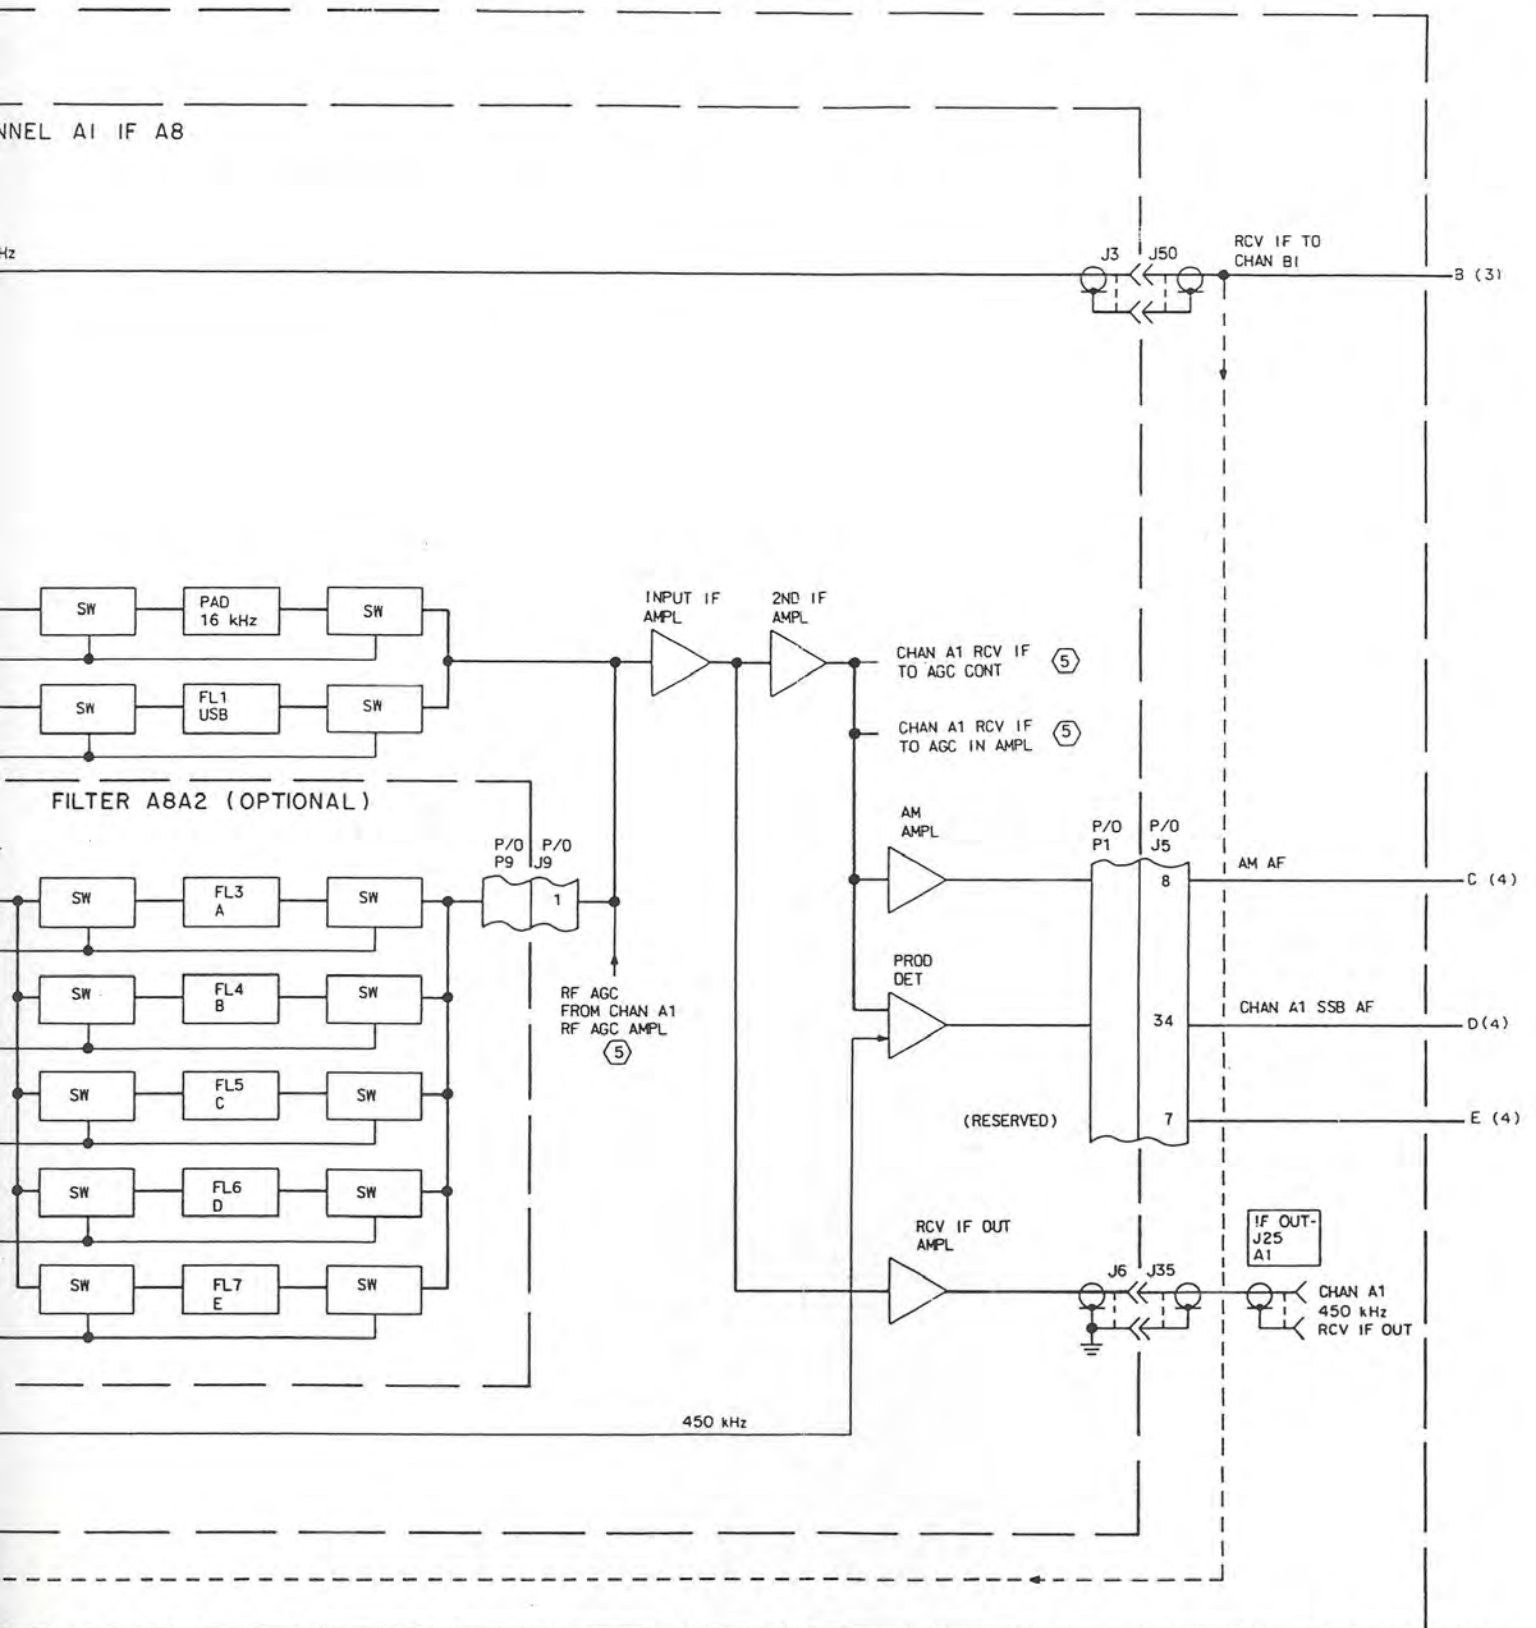 NNEL A1 IF A8
Hz
J3 J50
RCV IF TO
CHAN B1
B (3)
SW
PAD
16 kHz
SW
INPUT IF
AMPL
2ND IF
AMPL
CHAN A1 RCV IF
TO AGC CONT
5
SW
FL1
USB
SW
CHAN A1 RCV IF
TO AGC IN AMPL
5
FILTER A8A2 (OPTIONAL)
AM
AMPL
P/O P/O
P9 J9
P/O P/O
P1 J5
SW
FL3
A
SW
1
8
AM AF
C (4)
PROD
DET
SW
FL4
B
SW
RF AGC
FROM CHAN A1
RF AGC AMPL
5
34
CHAN A1 SSB AF
D(4)
SW
FL5
C
SW
(RESERVED)
7
E (4)
SW
FL6
D
SW
RCV IF OUT
AMPL
IF OUT-
J25
A1
SW
FL7
E
SW
J6 J35
CHAN A1
450 kHz
RCV IF OUT
450 kHz